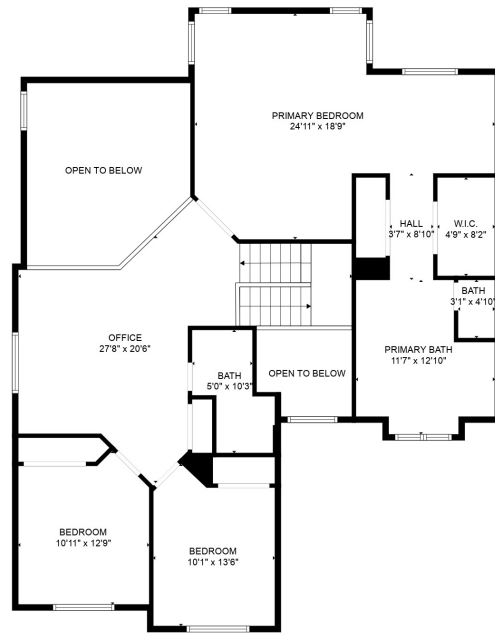 PRIMARY BEDROOM
24'11" x 18'9"
OPEN TO BELOW
HALL
3'7" x 8'10"
W.I.C.
4'9" x 8'2"
BATH
3'1" x 4'10"
OFFICE
27'8" x 20'6"
PRIMARY BATH
11'7" x 12'10"
BATH
5'0" x 10'3"
OPEN TO BELOW
BEDROOM
10'11" x 12'9"
BEDROOM
10'1" x 13'6"